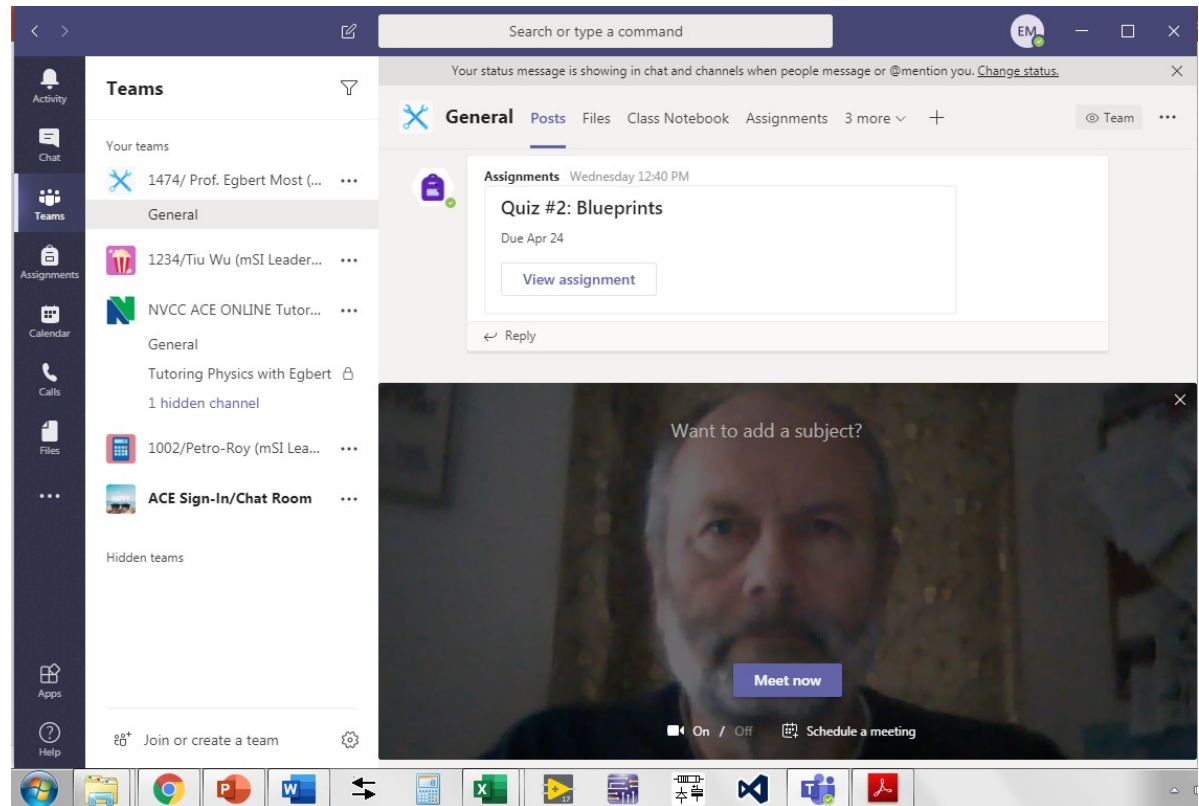 Search or type a command
EM
Activity
Chat
Teams
Assignments
Calendar
Calls
Files
Apps
Help
Teams
Your teams
1474/ Prof. Egbert Most (...
General
1234/Tiu Wu (mSI Leader...
NVCC ACE ONLINE Tutor...
General
Tutoring Physics with Egbert
1 hidden channel
1002/Petro-Roy (mSI Lea...
ACE Sign-In/Chat Room
Hidden teams
Join or create a team
Your status message is showing in chat and channels when people message or @mention you. Change status.
General Posts Files Class Notebook Assignments 3 more + Team
Assignments Wednesday 12:40 PM
Quiz #2: Blueprints
Due Apr 24
View assignment
Reply
Want to add a subject?
Meet now
On / Off Schedule a meeting